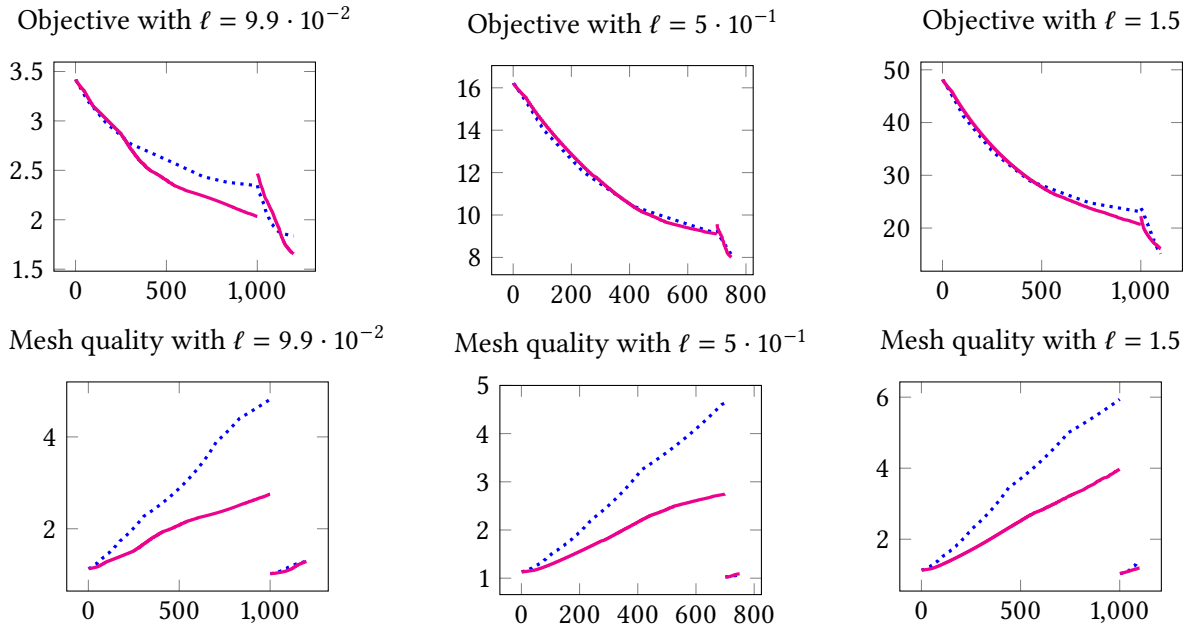 Objective with ℓ = 9.9 · 10⁻²
Objective with ℓ = 5 · 10⁻¹
Objective with ℓ = 1.5
3.5
3
2.5
2
1.5
0 500 1,000
16
14
12
10
8
0 200 400 600 800
50
40
30
20
0 500 1,000
Mesh quality with ℓ = 9.9 · 10⁻²
Mesh quality with ℓ = 5 · 10⁻¹
Mesh quality with ℓ = 1.5
4
2
0 500 1,000
5
4
3
2
1
0 200 400 600 800
6
4
2
0 500 1,000